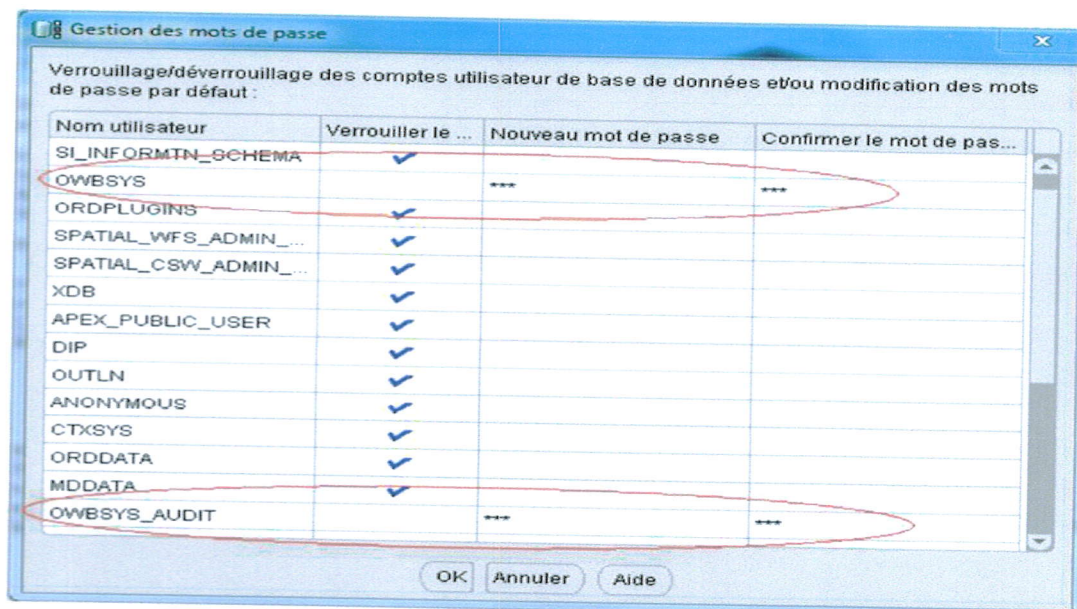 Gestion des mots de passe
Verrouillage/déverrouillage des comptes utilisateur de base de données et/ou modification des mots
de passe par défaut :
Nom utilisateur Verrouiller le ... Nouveau mot de passe Confirmer le mot de pas...
SI_INFORMTN_SCHEMA
OWBSYS *** ***
ORDPLUGINS
SPATIAL_WFS_ADMIN_...
SPATIAL_CSW_ADMIN_...
XDB
APEX_PUBLIC_USER
DIP
OUTLN
ANONYMOUS
CTXSYS
ORDDATA
MDDATA
OWBSYS_AUDIT *** ***
OK Annuler Aide